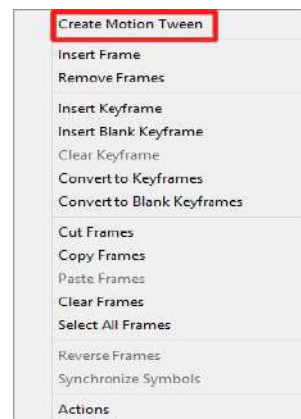 Create Motion Tween
Insert Frame
Remove Frames
Insert Keyframe
Insert Blank Keyframe
Clear Keyframe
Convert to Keyframes
Convert to Blank Keyframes
Cut Frames
Copy Frames
Paste Frames
Clear Frames
Select All Frames
Reverse Frames
Synchronize Symbols
Actions